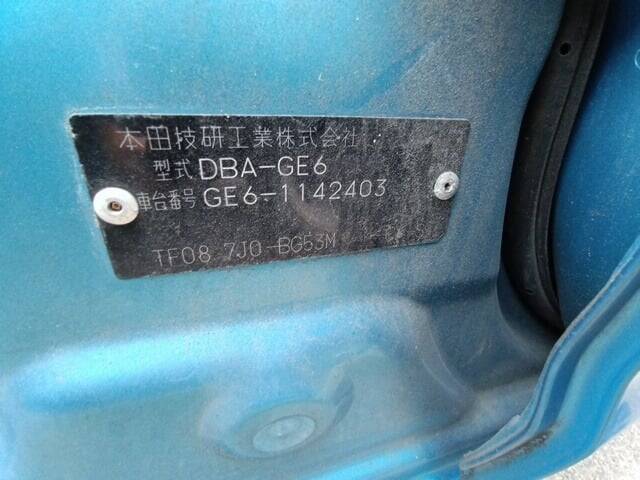 本田技研工業株式会社
型式 DBA-GE6
車台番号 GE6-1142403
TF08 7J0-BG53M